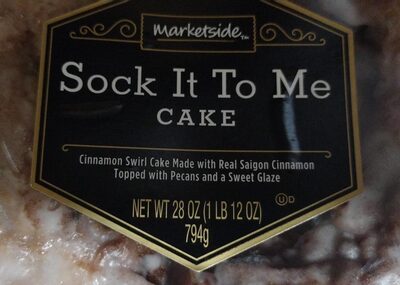 marketside™
Sock It To Me
CAKE
Cinnamon Swirl Cake Made with Real Saigon Cinnamon
Topped with Pecans and a Sweet Glaze
U D
NET WT 28 OZ (1 LB 12 OZ)
794g